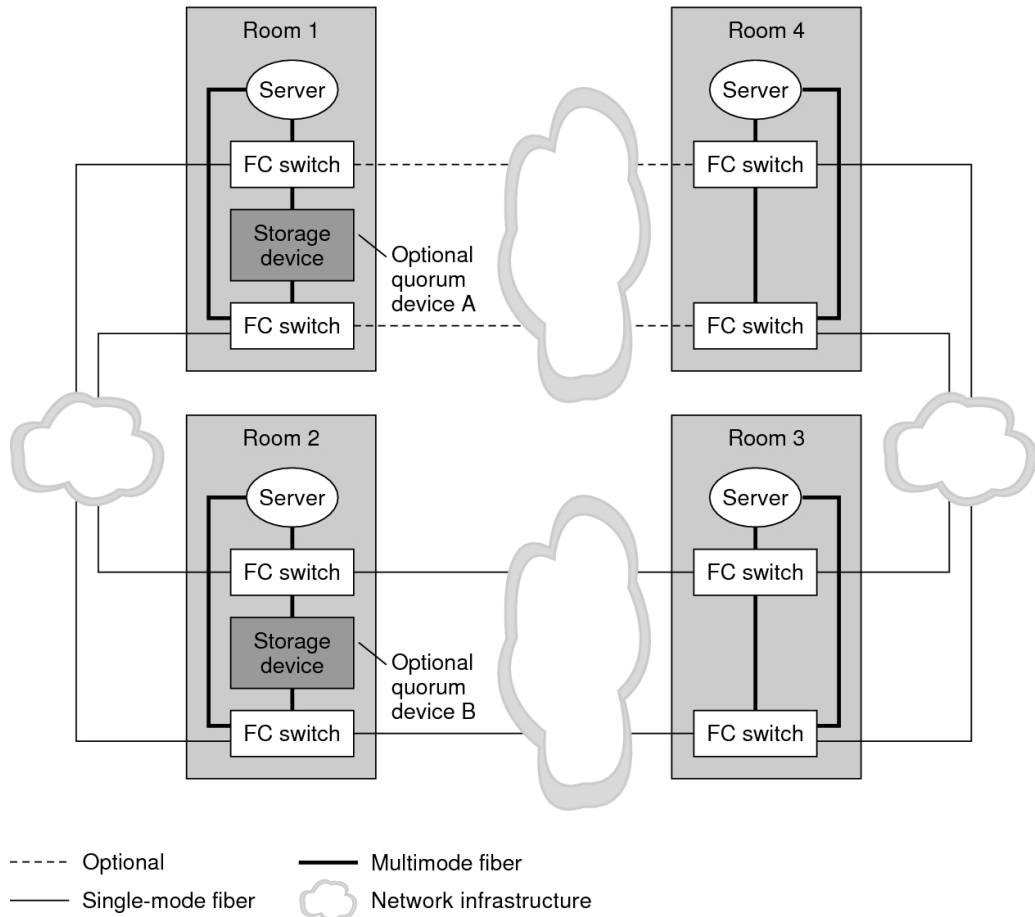 Room 1
Server
FC switch
Storage
device
Optional
quorum
device A
FC switch
Room 4
Server
FC switch
FC switch
Room 2
Server
FC switch
Storage
device
Optional
quorum
device B
FC switch
Room 3
Server
FC switch
FC switch
Optional
Multimode fiber
Single-mode fiber
Network infrastructure